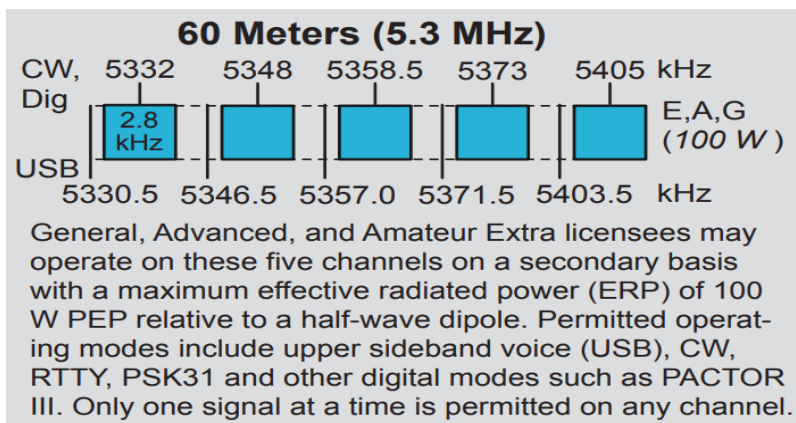 60 Meters (5.3 MHz)
CW, 5332 5348 5358.5 5373 5405 kHz
Dig
2.8
kHz
E,A,G
(100 W )
USB
5330.5 5346.5 5357.0 5371.5 5403.5 kHz
General, Advanced, and Amateur Extra licensees may
operate on these five channels on a secondary basis
with a maximum effective radiated power (ERP) of 100
W PEP relative to a half-wave dipole. Permitted operat-
ing modes include upper sideband voice (USB), CW,
RTTY, PSK31 and other digital modes such as PACTOR
III. Only one signal at a time is permitted on any channel.